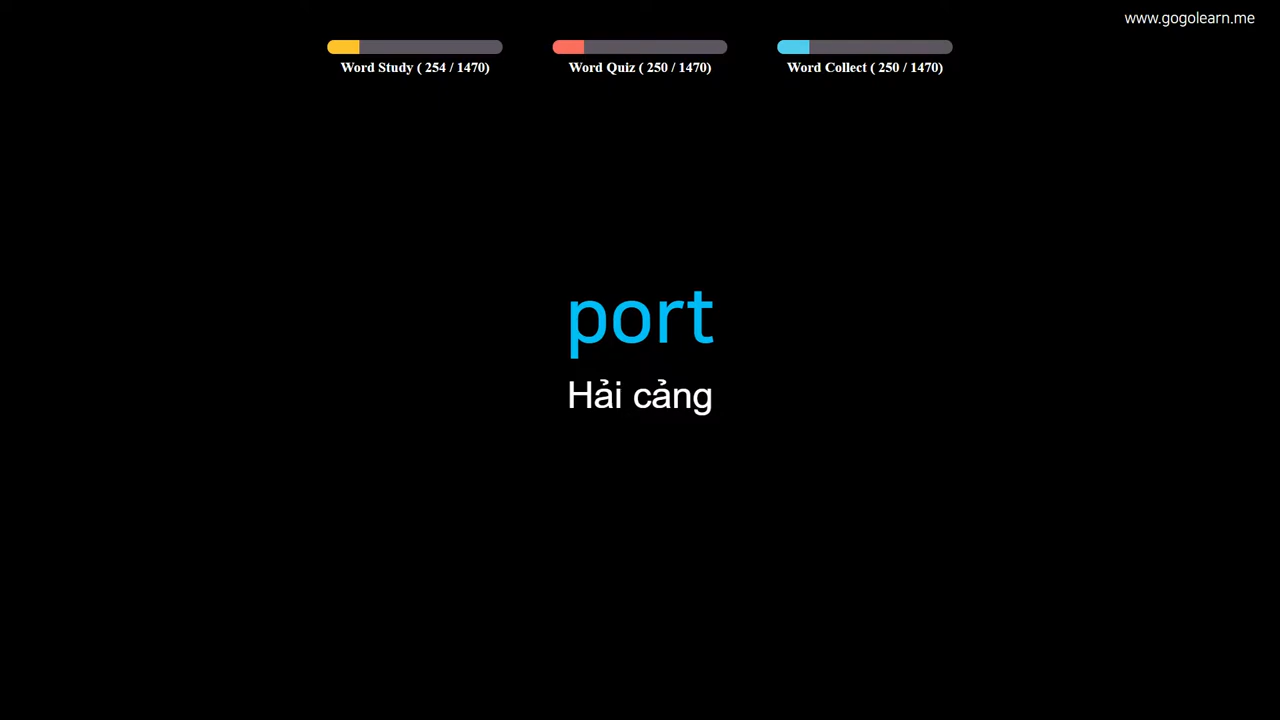 www.gogolearn.me
Word Study ( 254 / 1470)
Word Quiz ( 250 / 1470)
Word Collect ( 250 / 1470)
port
Hải cảng